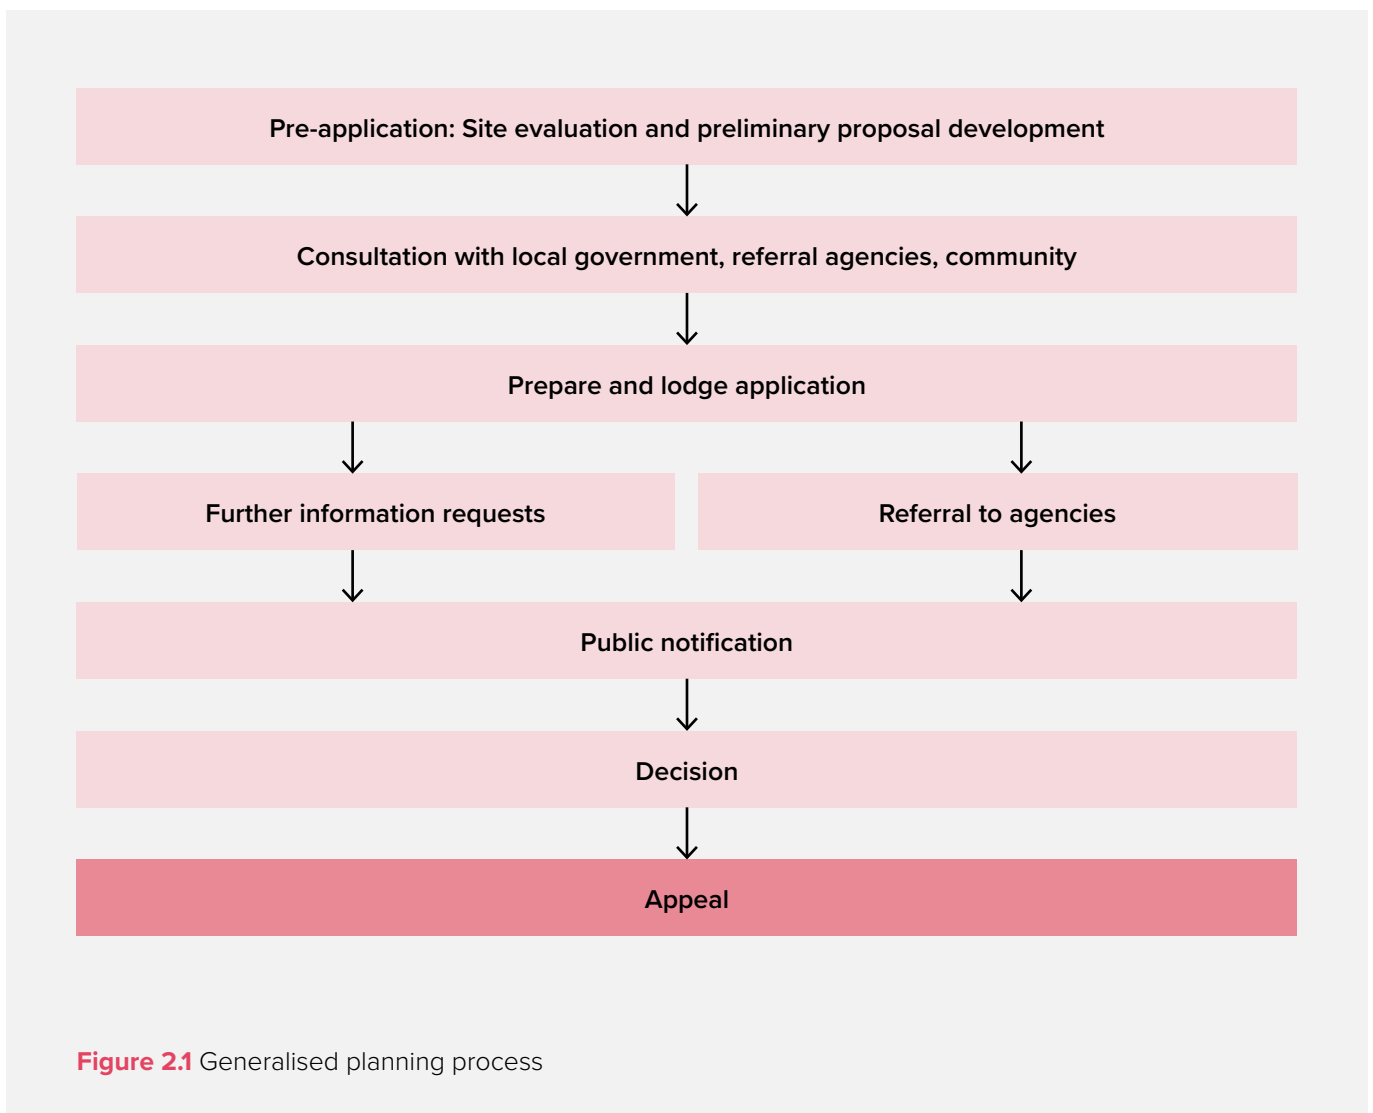 Pre-application: Site evaluation and preliminary proposal development
Consultation with local government, referral agencies, community
Prepare and lodge application
Further information requests
Referral to agencies
Public notification
Decision
Appeal
Figure 2.1 Generalised planning process